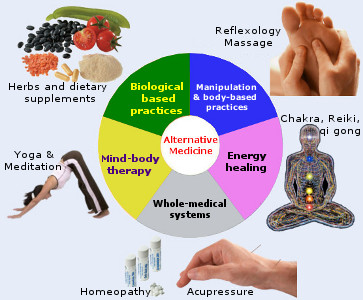 Reflexology
Massage
Herbs and dietary
supplements
Biological
based
practices
Manipulation
& body-based
practices
Chakra, Reiki,
qi gong
Alternative
Medicine
Yoga &
Meditation
Mind-body
therapy
Energy
healing
Whole-medical
systems
Homeopathy
Acupressure